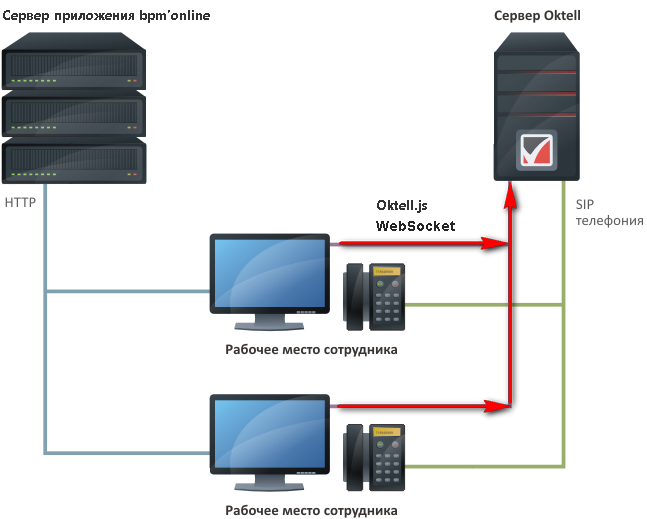 Сервер приложения bpm'online
Сервер Oktell
HTTP
Oktell.js
WebSocket
SIP
телефония
Рабочее место сотрудника
Рабочее место сотрудника